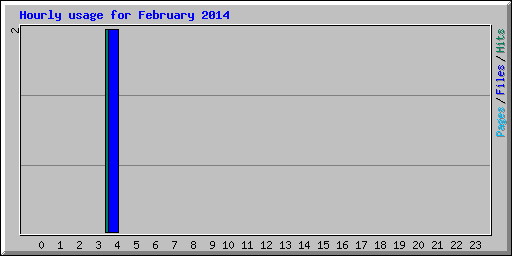 Hourly usage for February 2014
2
Pages/Files/Hits
0 1 2 3 4 5 6 7 8 9 10 11 12 13 14 15 16 17 18 19 20 21 22 23